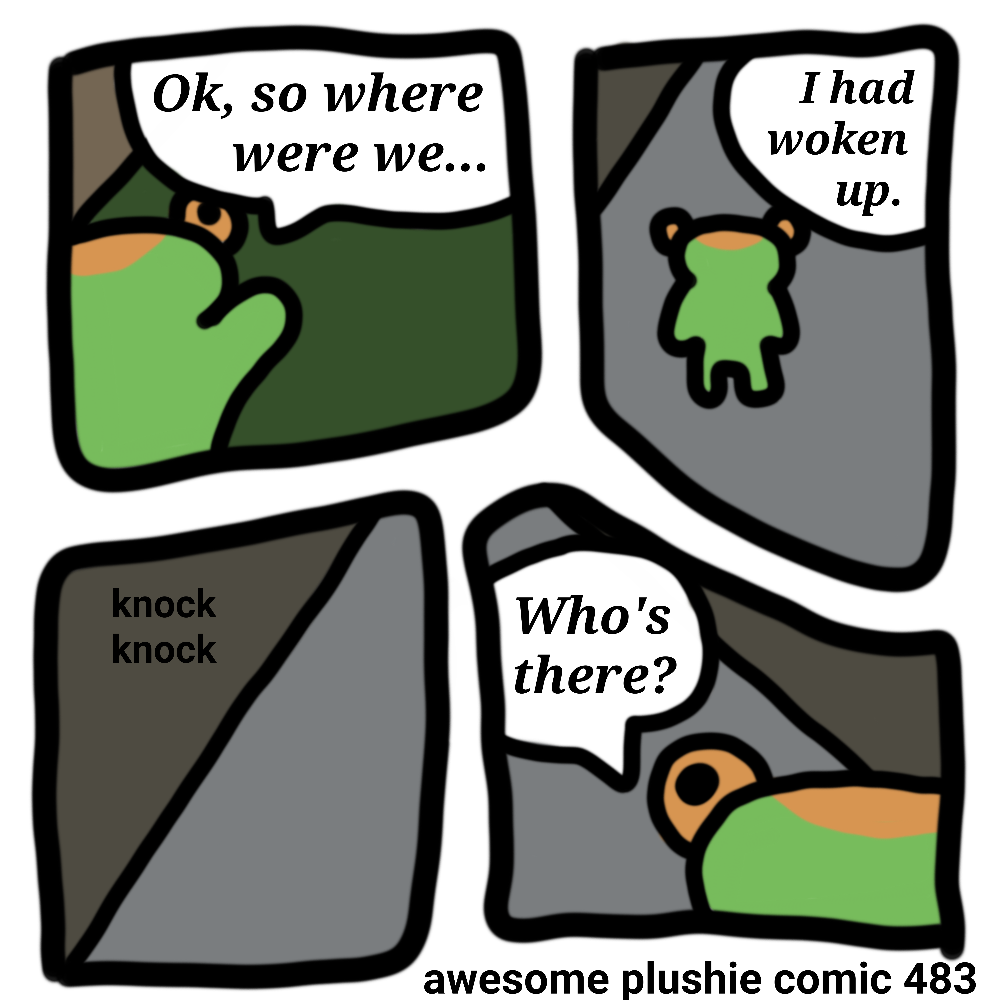 Ok, so where
were we...
I had
woken
up.
knock
knock
Who's
there?
awesome plushie comic 483